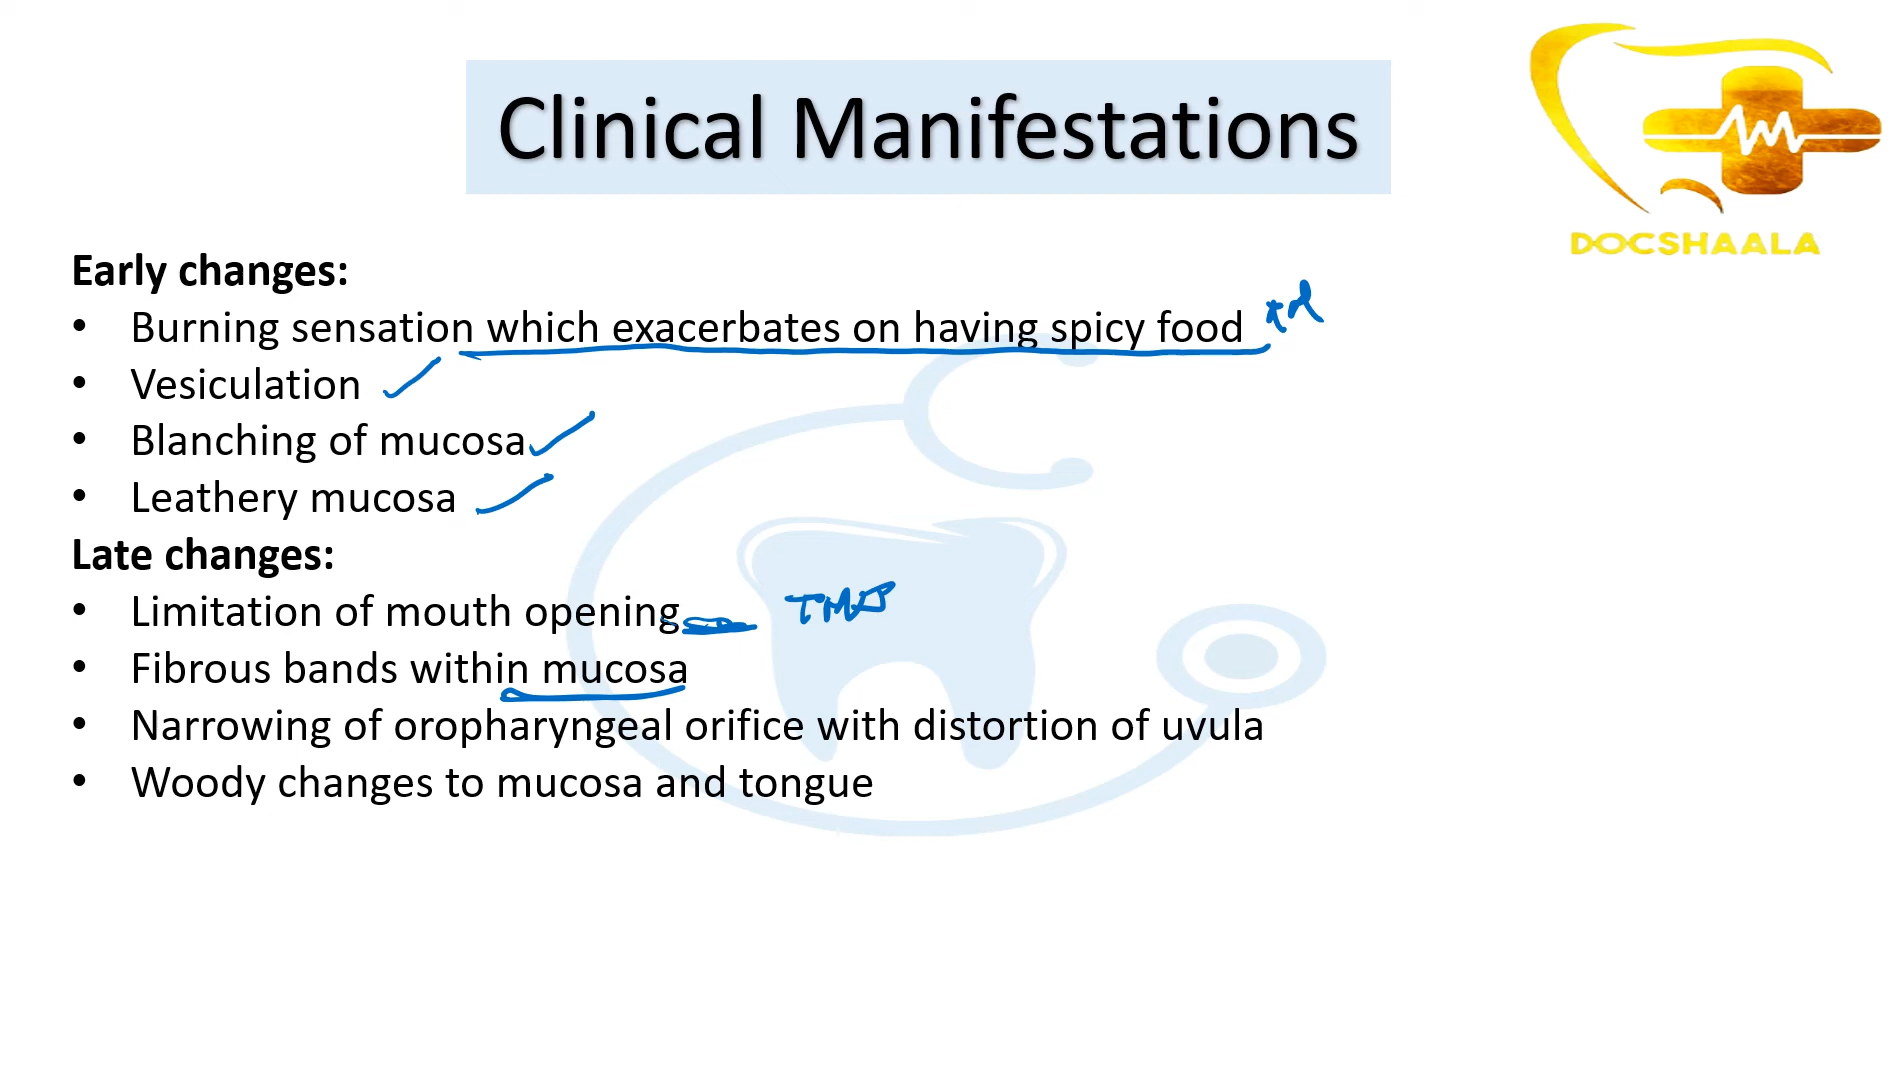 Clinical Manifestations
DOCSHAALA
Early changes:
• Burning sensation which exacerbates on having spicy food
• Vesiculation
• Blanching of mucosa
• Leathery mucosa
Late changes:
• Limitation of mouth opening
• Fibrous bands within mucosa
• Narrowing of oropharyngeal orifice with distortion of uvula
• Woody changes to mucosa and tongue